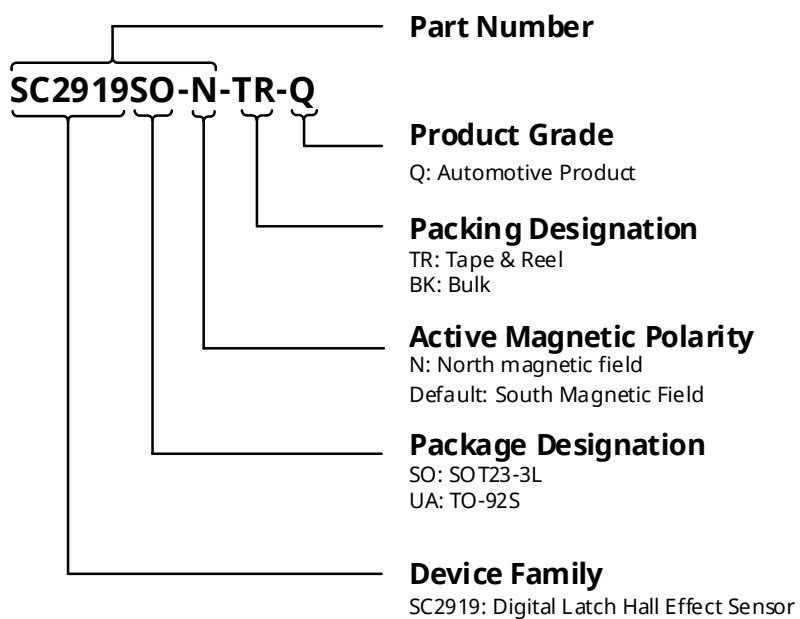 Part Number
SC2919SO-N-TR-Q
Product Grade
Q: Automotive Product
Packing Designation
TR: Tape & Reel
BK: Bulk
Active Magnetic Polarity
N: North magnetic field
Default: South Magnetic Field
Package Designation
SO: SOT23-3L
UA: TO-92S
Device Family
SC2919: Digital Latch Hall Effect Sensor